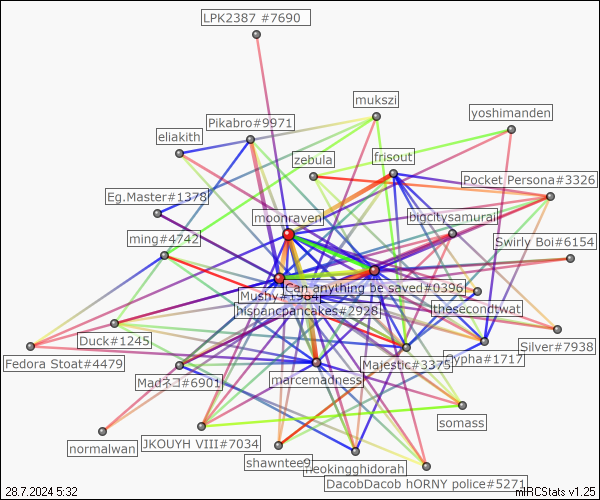 LPK2387 #7690
mukszi
yoshimanden
Pikabro#9971
eliakith
zebula
frisout
Pocket Persona#3326
Eg.Master#1378
moonraven
bigcitysamurai
ming#4742
Swirly Boi#6154
Can anything be saved#0396
Mushy#1984
hispancpancakes#2928
thesecondtwat
Duck#1245
Silver#7938
Fedora Stoat#4479
Majestic#3375
marcemadness
Madネコ#6901
somass
normalwan
JKOUYH VIII#7034
shawntee9
neokingghidorah
DacobDacob hORNY police#5271
28.7.2024 5:32
mIRCStats v1.25